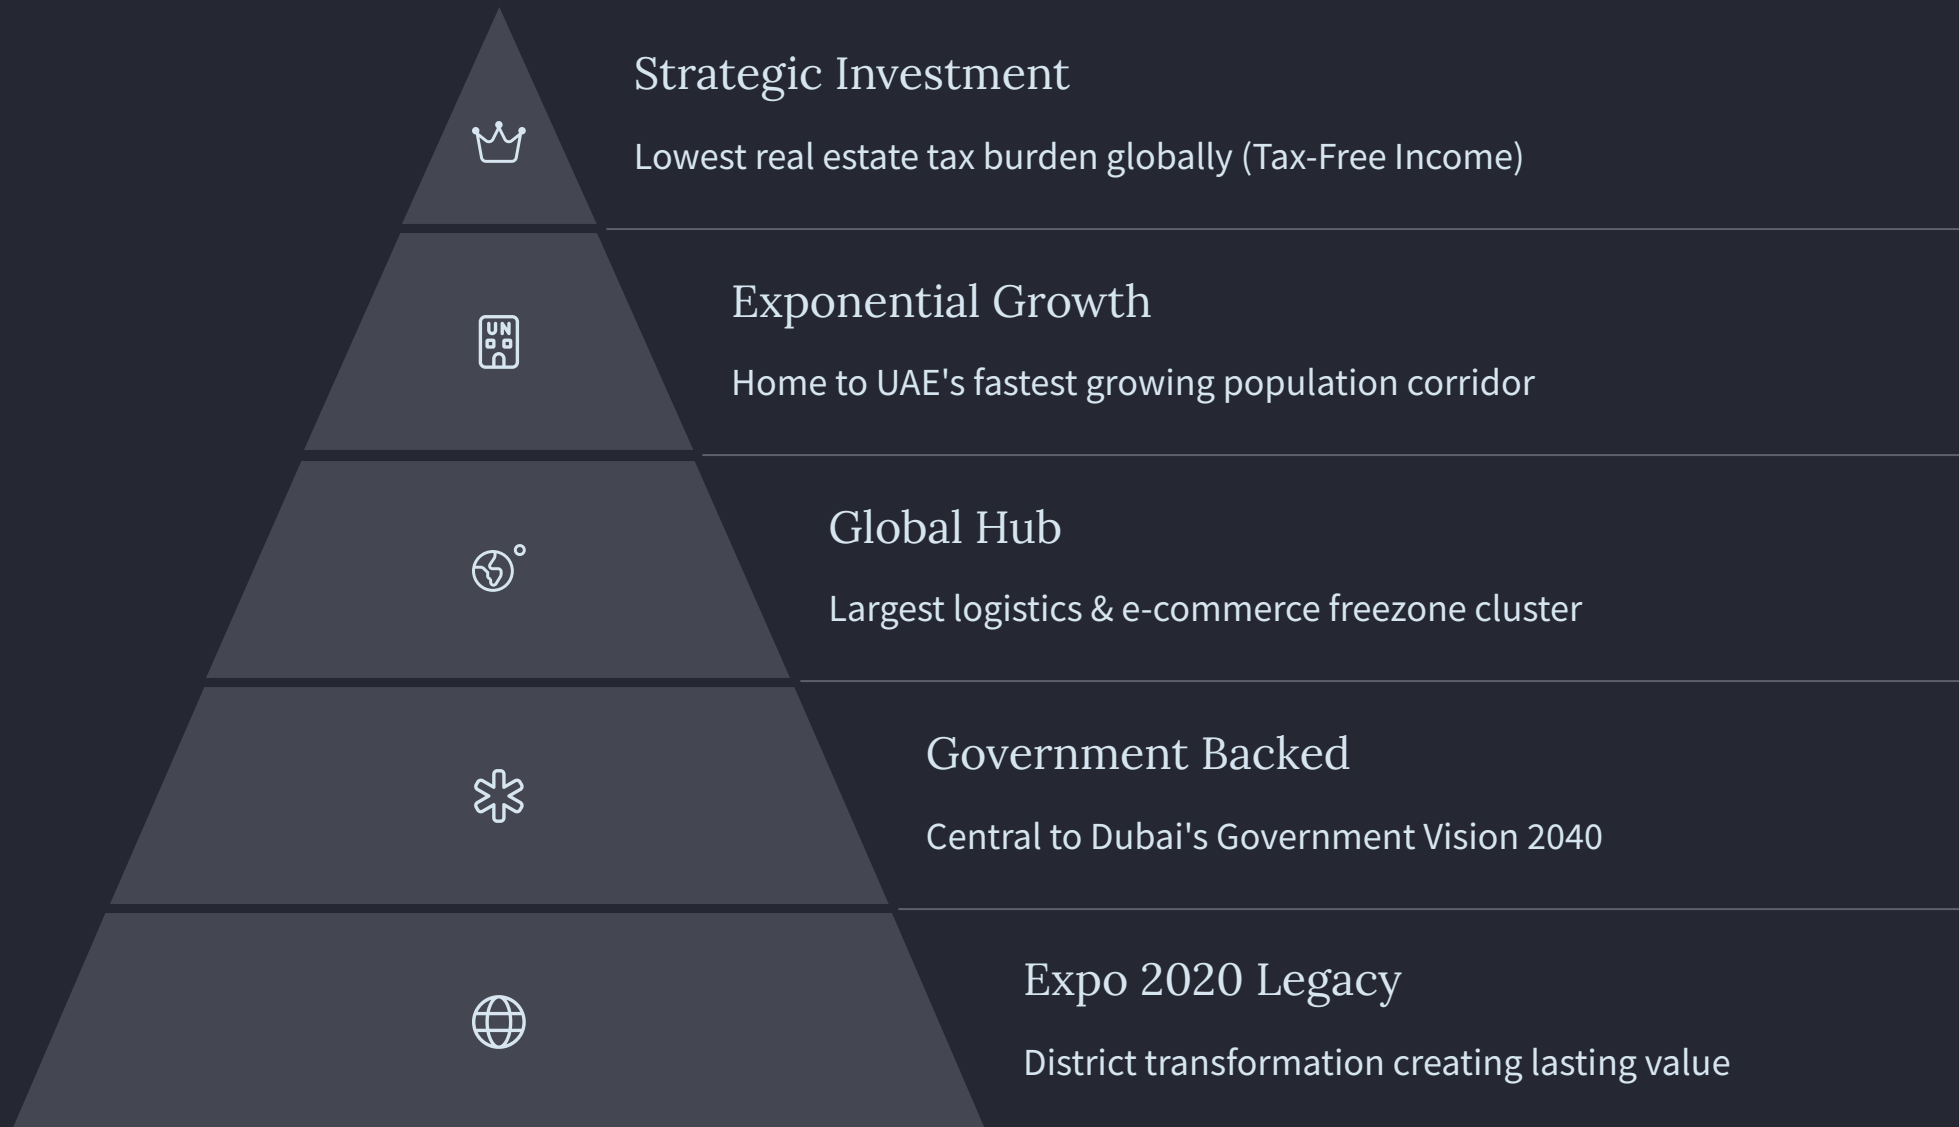 Strategic Investment
Lowest real estate tax burden globally (Tax-Free Income)
UN
Exponential Growth
Home to UAE's fastest growing population corridor
Global Hub
Largest logistics & e-commerce freezone cluster
Government Backed
Central to Dubai's Government Vision 2040
Expo 2020 Legacy
District transformation creating lasting value